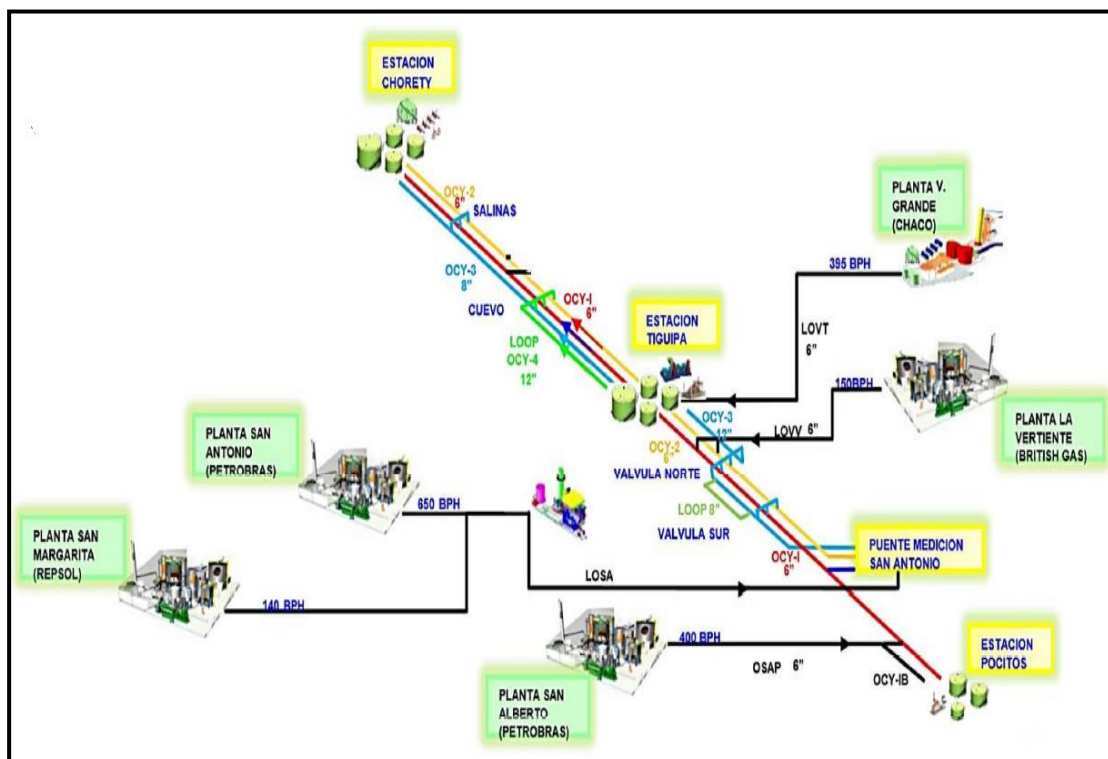 ESTACION
CHORETY
OCY-2
6"
SALINAS
OCY-3
8"
CUEVO
OCY-I
6"
LOOP
OCY-4
12"
ESTACION
TIGUIPA
PLANTA V.
GRANDE
(CHACO)
395 BPH
LOVT
6"
150BPH
PLANTA LA
VERTIENTE
(BRITISH GAS)
LOVV 6"
OCY-3
12"
OCY-2
6"
VALVULA NORTE
LOOP 8"
VALVULA SUR
OCY-I
6"
PLANTA SAN
ANTONIO
(PETROBRAS)
650 BPH
PLANTA SAN
MARGARITA
(REPSOL)
140 BPH
LOSA
PUENTE MEDICION
SAN ANTONIO
400 BPH
OSAP 6"
OCY-IB
ESTACION
POCITOS
PLANTA SAN
ALBERTO
(PETROBRAS)